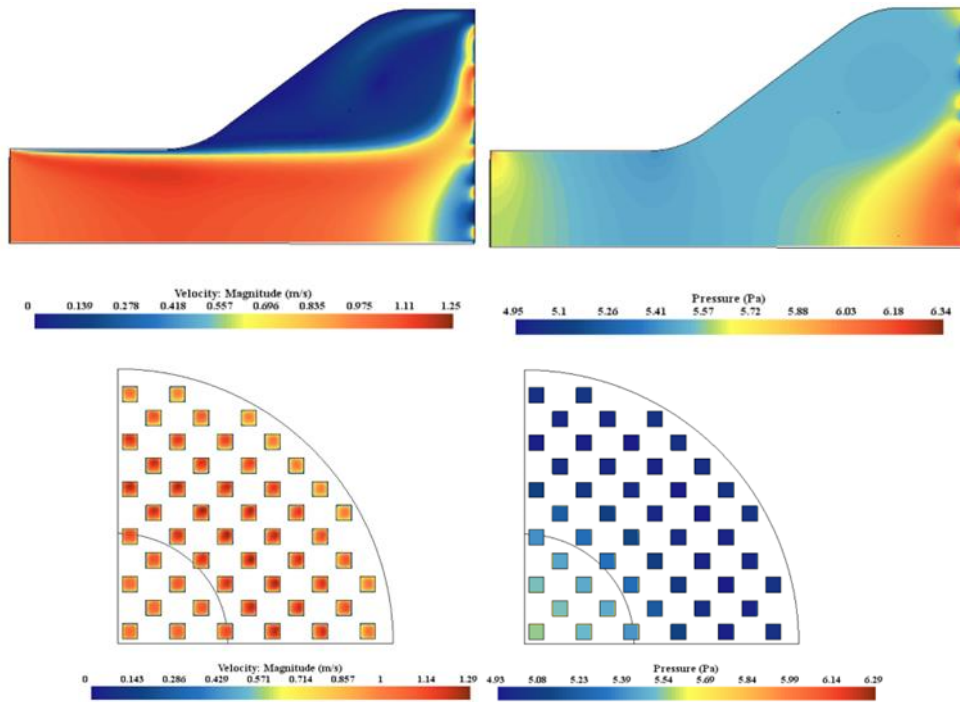 Velocity: Magnitude (m/s)
0 0.139 0.278 0.418 0.557 0.696 0.835 0.975 1.11 1.25
Pressure (Pa)
4.95 5.1 5.26 5.41 5.57 5.72 5.88 6.03 6.18 6.34
Velocity: Magnitude (m/s)
0 0.143 0.286 0.429 0.571 0.714 0.857 1 1.14 1.29
Pressure (Pa)
4.93 5.08 5.23 5.39 5.54 5.69 5.84 5.99 6.14 6.29